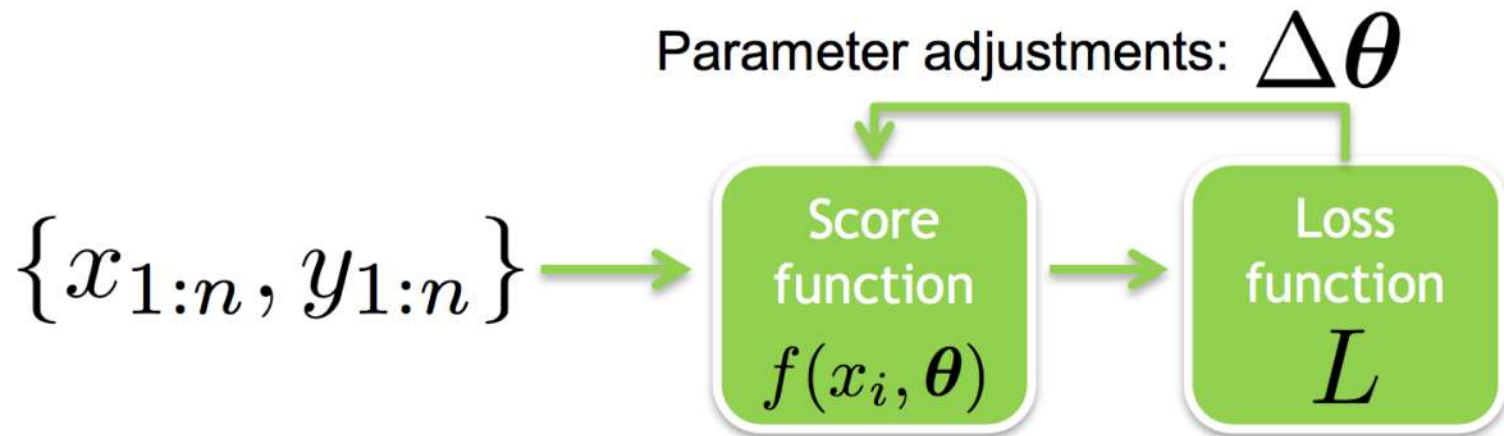 Parameter adjustments: Δθ
{x₁:ₙ, y₁:ₙ}
Score
function
f(xᵢ, θ)
Loss
function
L